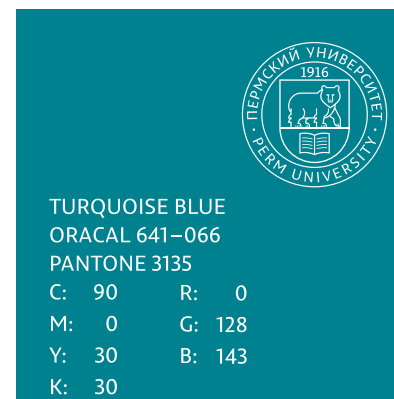 ПЕРМСКИЙ УНИВЕРСИТЕТ
1916
PERM UNIVERSITY
TURQUOISE BLUE
ORACAL 641–066
PANTONE 3135
C: 90 R: 0
M: 0 G: 128
Y: 30 B: 143
K: 30